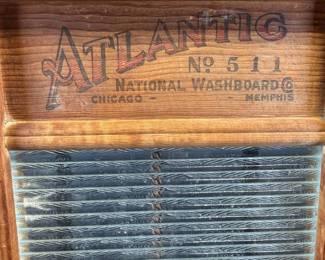 ATLANTIC
No 511
NATIONAL WASHBOARD Co
CHICAGO - - MEMPHIS